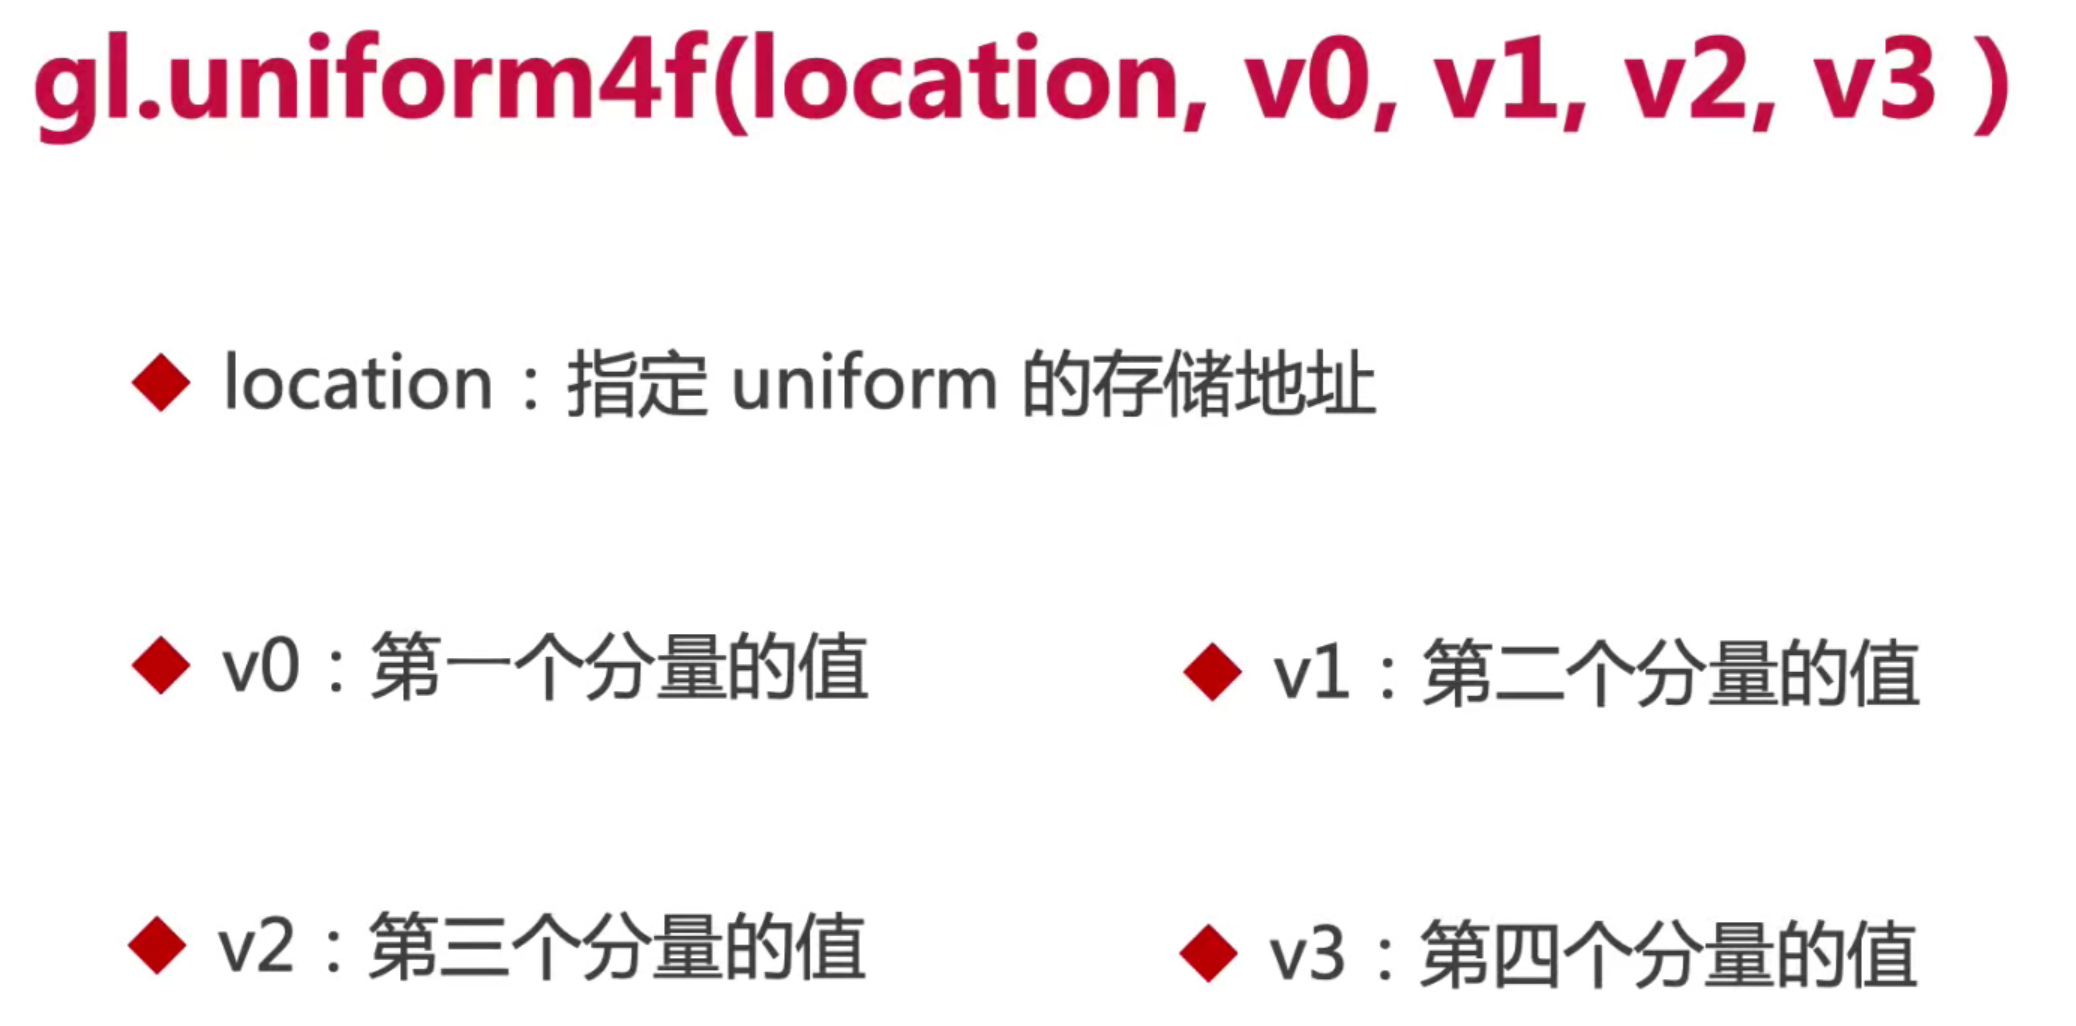 gl.uniform4f(location, v0, v1, v2, v3 )
location：指定 uniform 的存储地址
v0：第一个分量的值
v1：第二个分量的值
v2：第三个分量的值
v3：第四个分量的值